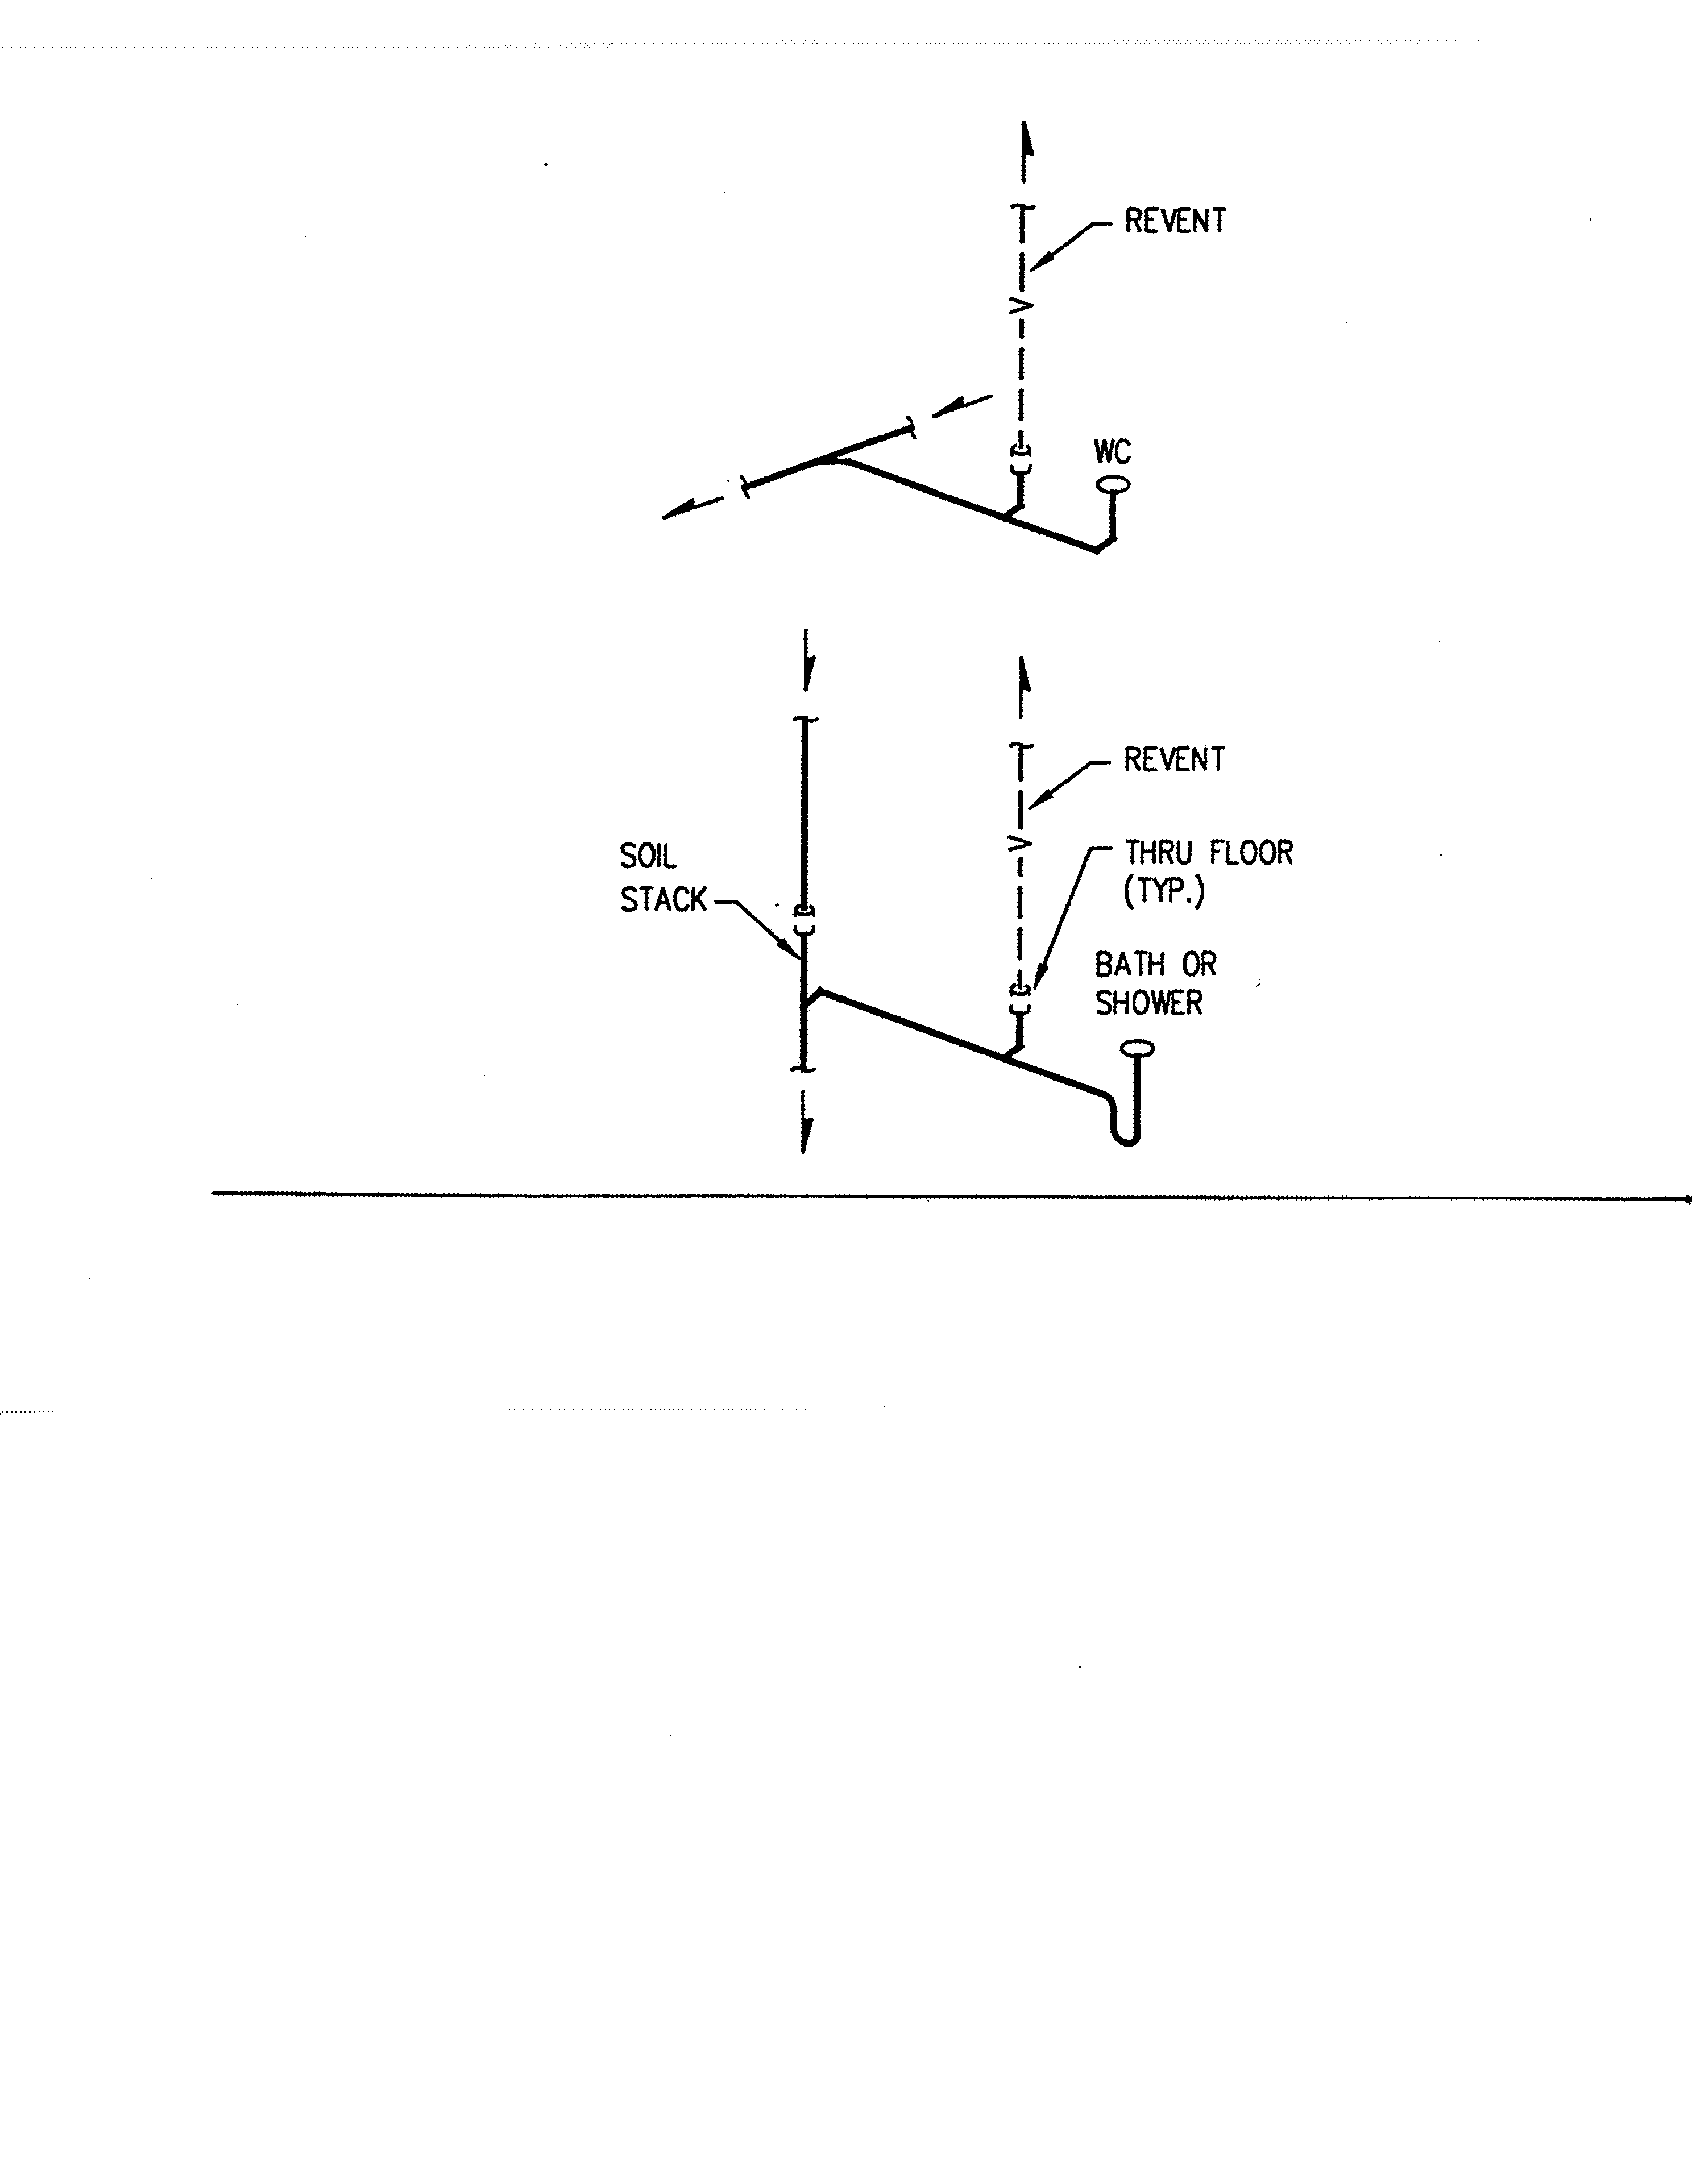 REVENT
V
WC
REVENT
V
SOIL
STACK
THRU FLOOR
(TYP.)
BATH OR
SHOWER